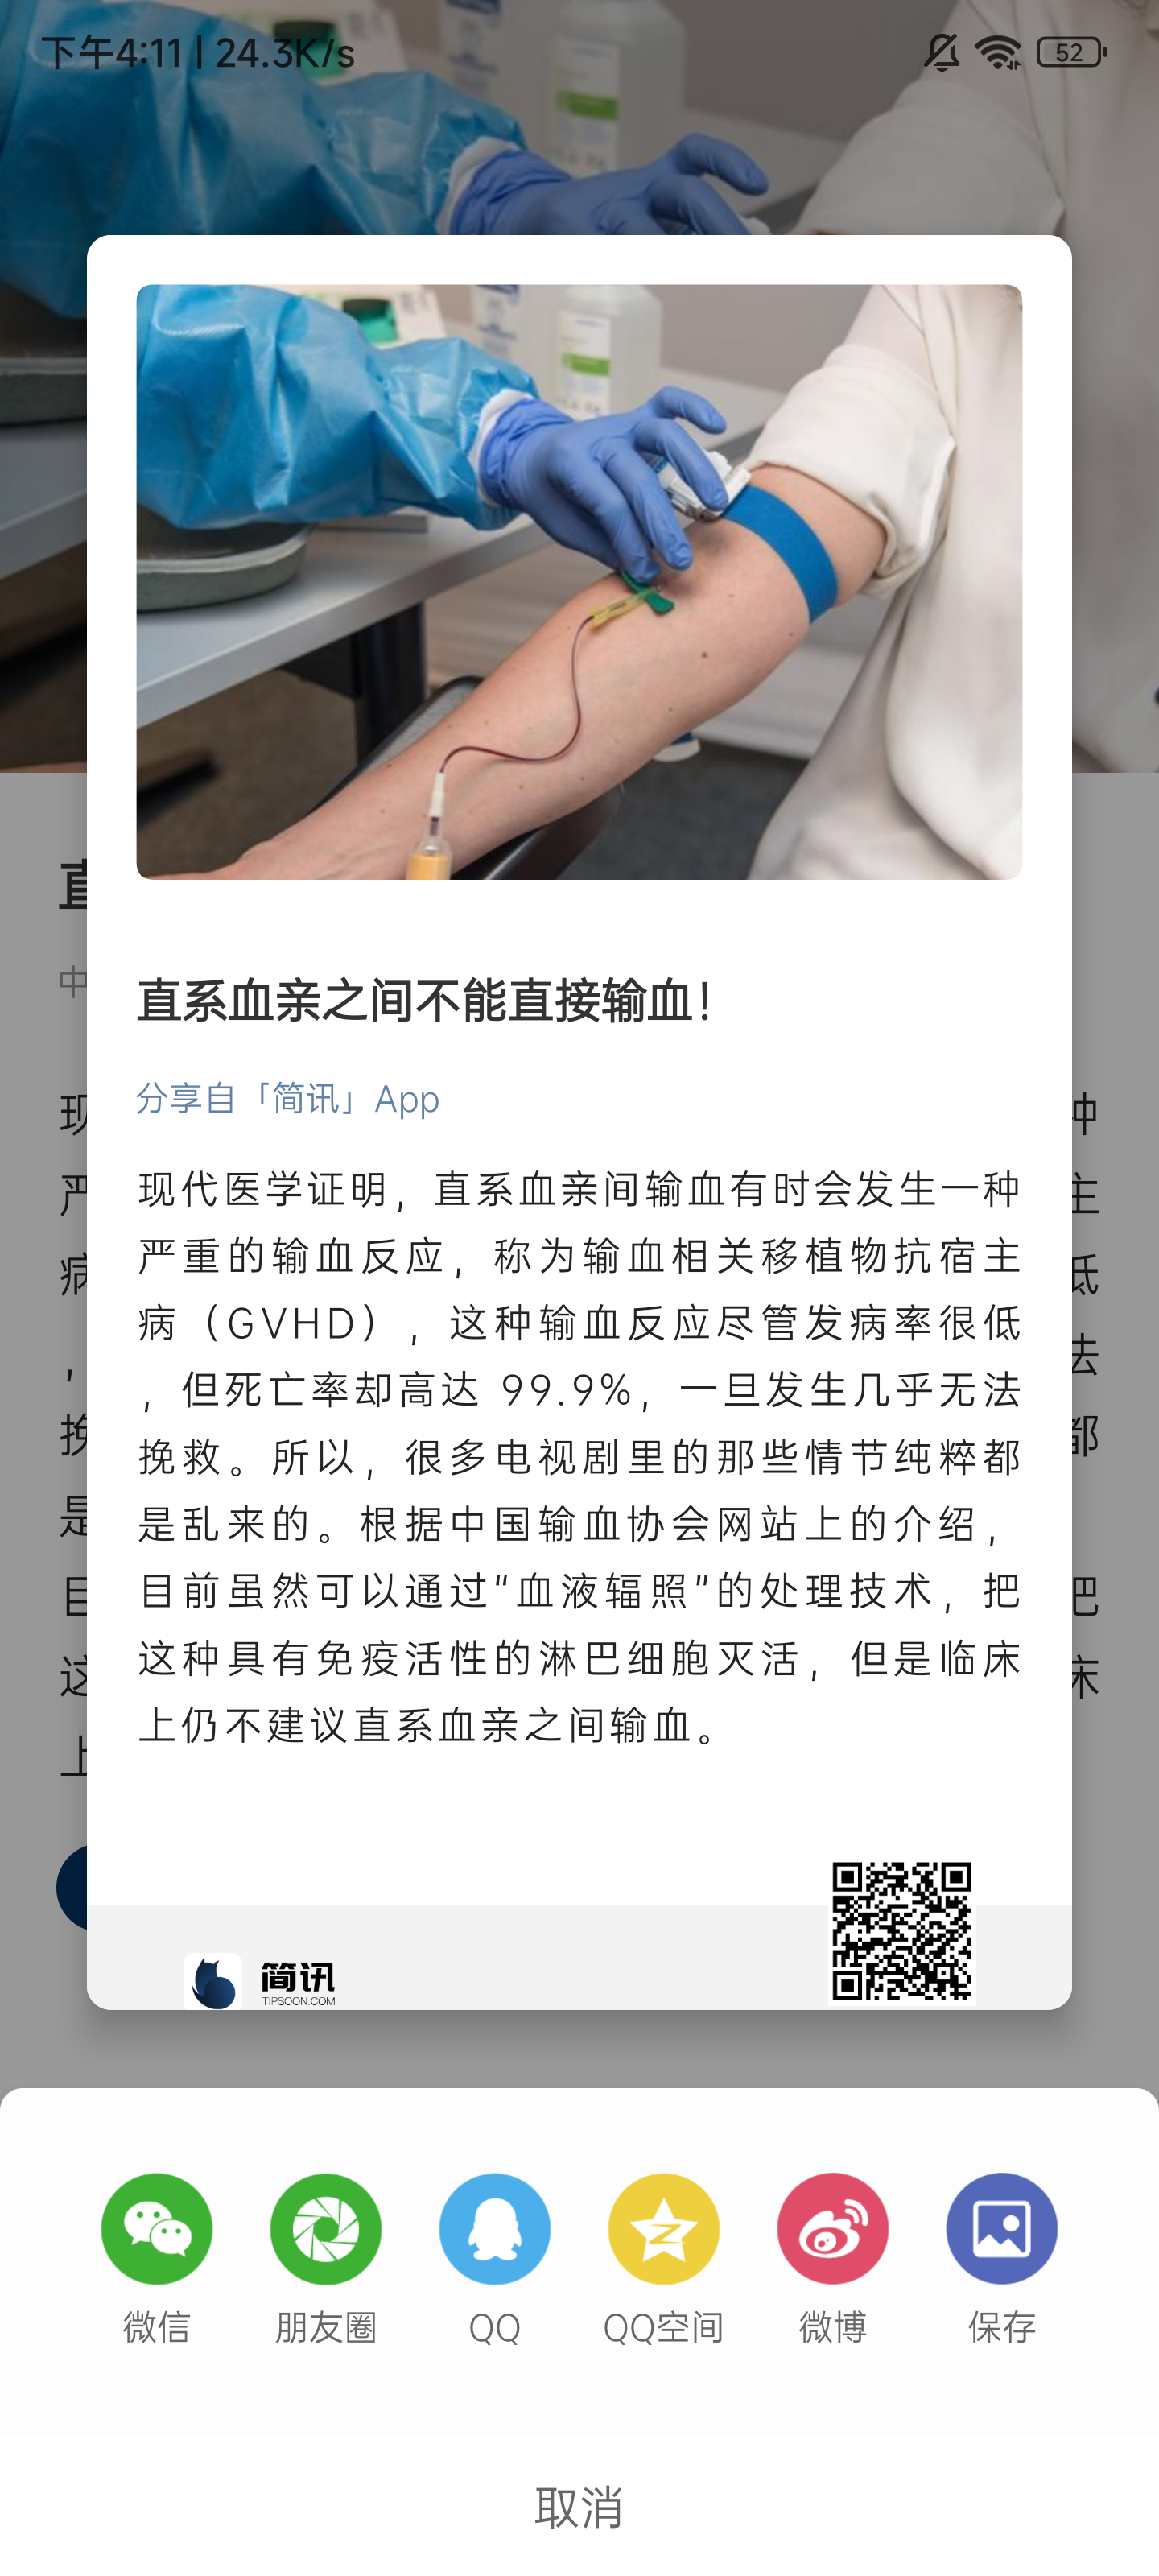 下午4:11 | 24.3K/s
52
直系血亲之间不能直接输血！
分享自「简讯」App
现代医学证明，直系血亲间输血有时会发生一种
严重的输血反应，称为输血相关移植物抗宿主
病（GVHD），这种输血反应尽管发病率很低
，但死亡率却高达 99.9%，一旦发生几乎无法
挽救。所以，很多电视剧里的那些情节纯粹都
是乱来的。根据中国输血协会网站上的介绍，
目前虽然可以通过“血液辐照”的处理技术，把
这种具有免疫活性的淋巴细胞灭活，但是临床
上仍不建议直系血亲之间输血。
简讯
TIPSOON.COM
微信 朋友圈 QQ QQ空间 微博 保存
取消